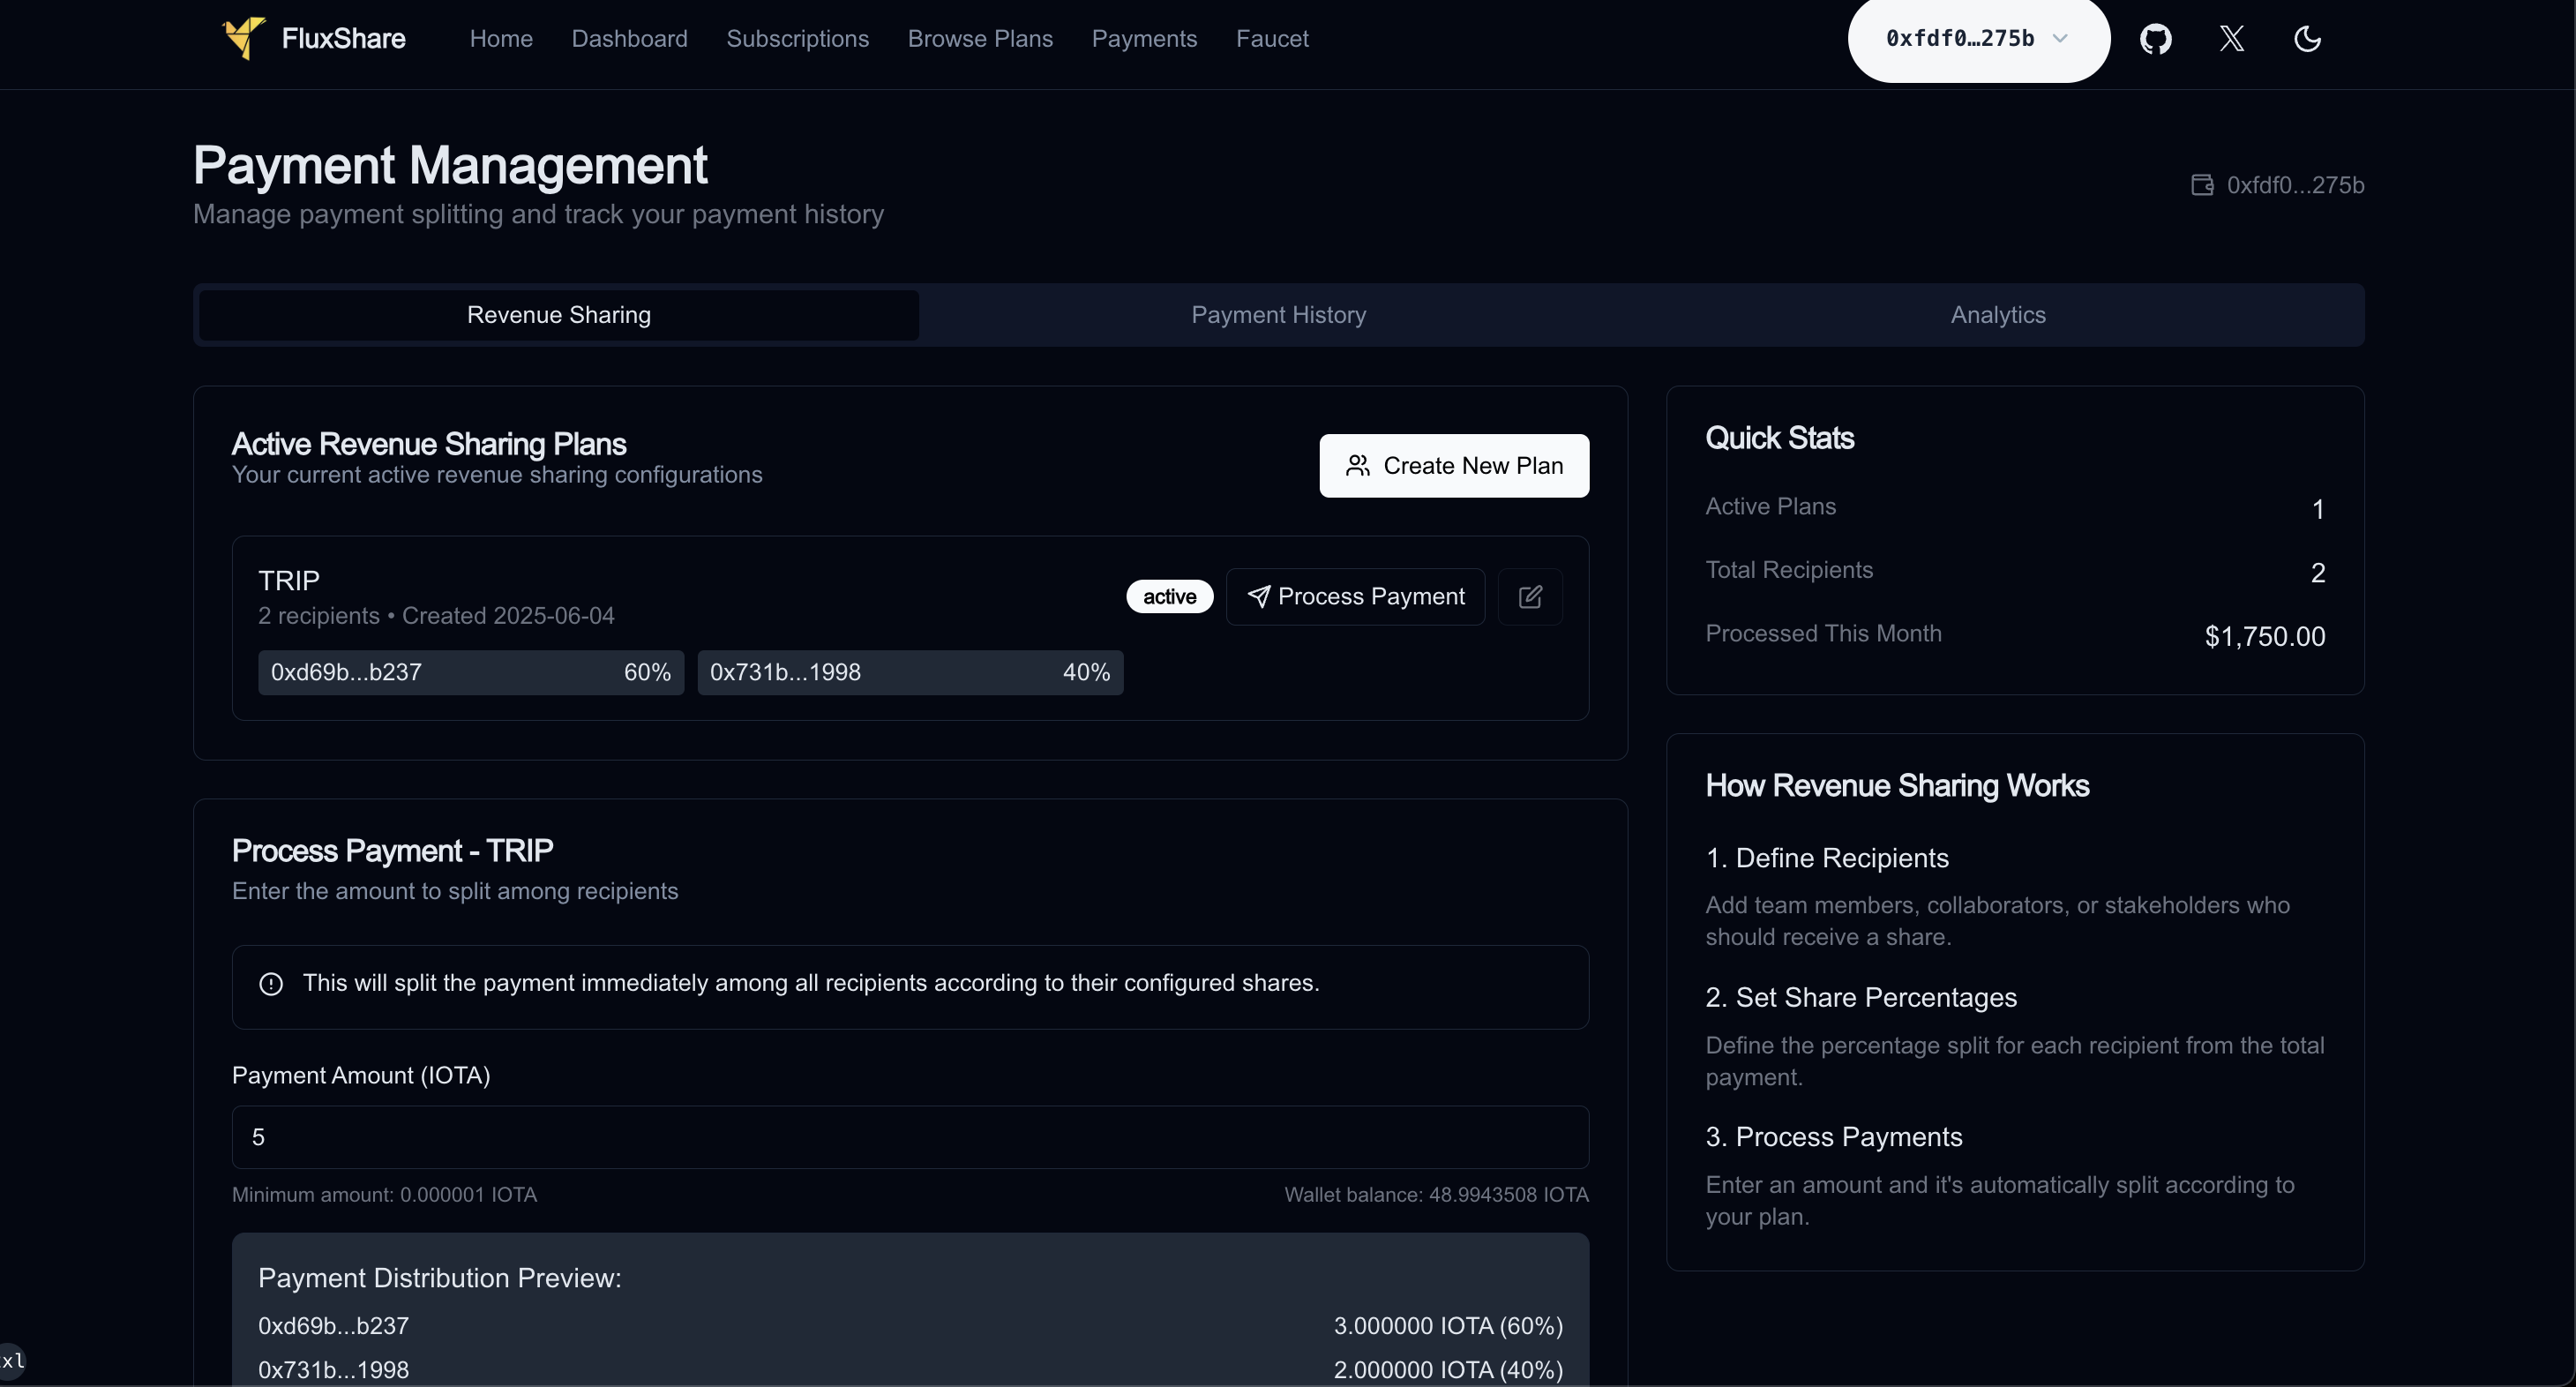 FluxShare
Home
Dashboard
Subscriptions
Browse Plans
Payments
Faucet
0xfdf0…275b
Payment Management
Manage payment splitting and track your payment history
0xfdf0...275b
Revenue Sharing
Payment History
Analytics
Active Revenue Sharing Plans
Your current active revenue sharing configurations
Create New Plan
TRIP
2 recipients • Created 2025-06-04
active
Process Payment
0xd69b...b237
60%
0x731b...1998
40%
Process Payment - TRIP
Enter the amount to split among recipients
This will split the payment immediately among all recipients according to their configured shares.
Payment Amount (IOTA)
5
Minimum amount: 0.000001 IOTA
Wallet balance: 48.9943508 IOTA
Payment Distribution Preview:
0xd69b...b237
3.000000 IOTA (60%)
0x731b...1998
2.000000 IOTA (40%)
Quick Stats
Active Plans
1
Total Recipients
2
Processed This Month
$1,750.00
How Revenue Sharing Works
1. Define Recipients
Add team members, collaborators, or stakeholders who
should receive a share.
2. Set Share Percentages
Define the percentage split for each recipient from the total
payment.
3. Process Payments
Enter an amount and it's automatically split according to
your plan.